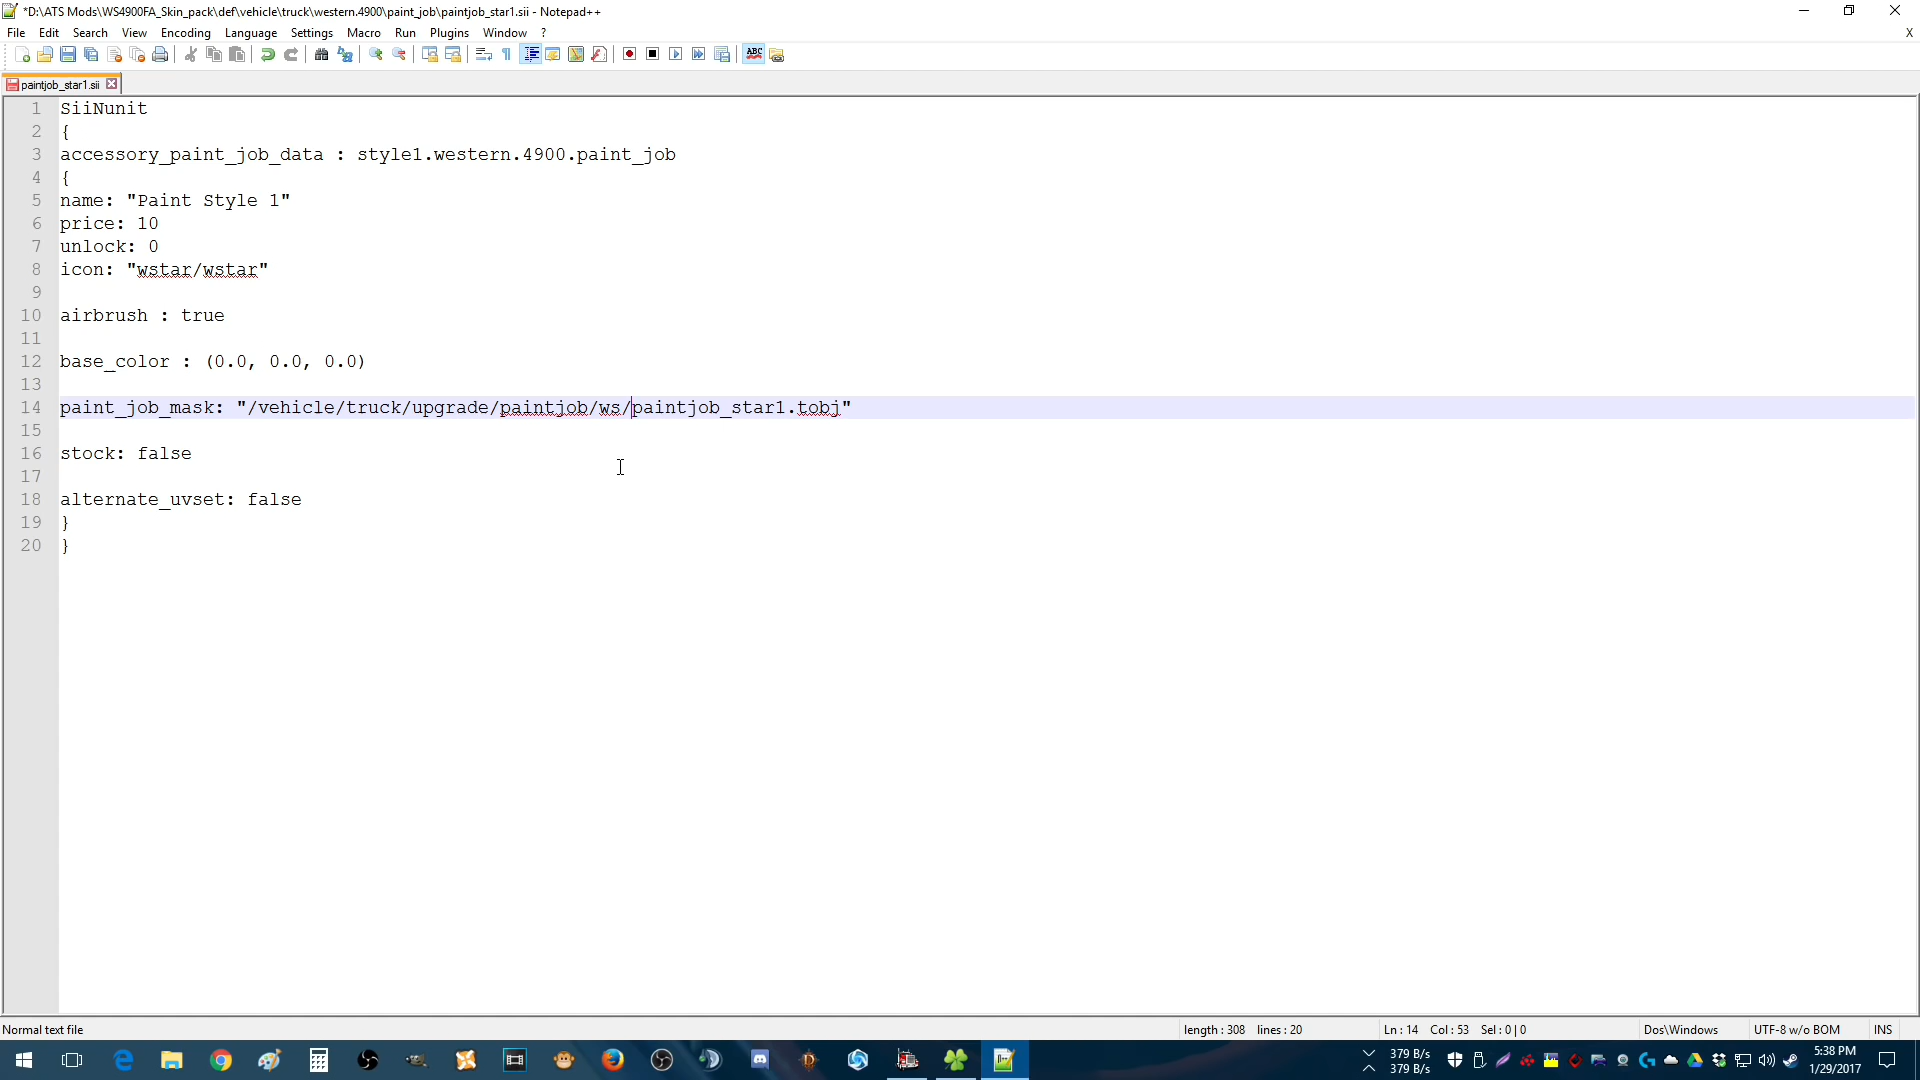 *D:\ATS Mods\WS4900FA_Skin_pack\def\vehicle\truck\western.4900\paint_job\paintjob_star1.sii - Notepad++
File Edit Search View Encoding Language Settings Macro Run Plugins Window ? X
ABC
paintjob_star1.sii
1 SiiNunit
2 {
3 accessory_paint_job_data : style1.western.4900.paint_job
4 {
5 name: "Paint Style 1"
6 price: 10
7 unlock: 0
8 icon: "wstar/wstar"
9
10 airbrush : true
11
12 base_color : (0.0, 0.0, 0.0)
13
14 paint_job_mask: "/vehicle/truck/upgrade/paintjob/ws/paintjob_star1.tobj"
15
16 stock: false
17
18 alternate_uvset: false
19 }
20 }
Normal text file length : 308 lines : 20 Ln : 14 Col : 53 Sel : 0 | 0 Dos\Windows UTF-8 w/o BOM INS
379 B/s
379 B/s
5:38 PM
1/29/2017